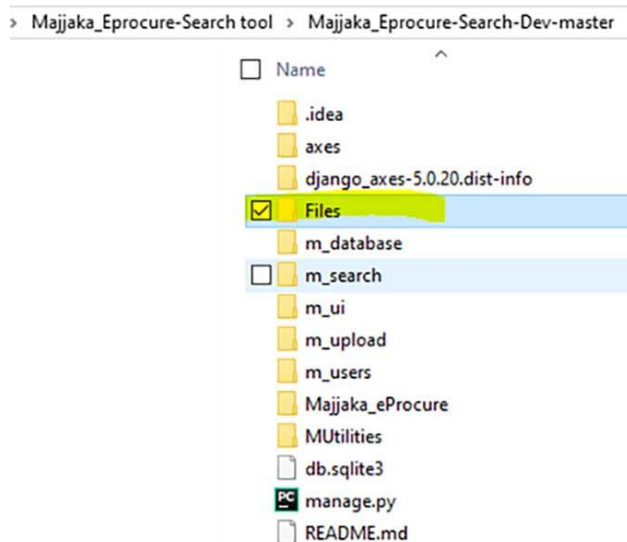 › Majjaka_Eprocure-Search tool › Majjaka_Eprocure-Search-Dev-master
Name
.idea
axes
django_axes-5.0.20.dist-info
Files
m_database
m_search
m_ui
m_upload
m_users
Majjaka_eProcure
MUtilities
db.sqlite3
PC manage.py
README.md